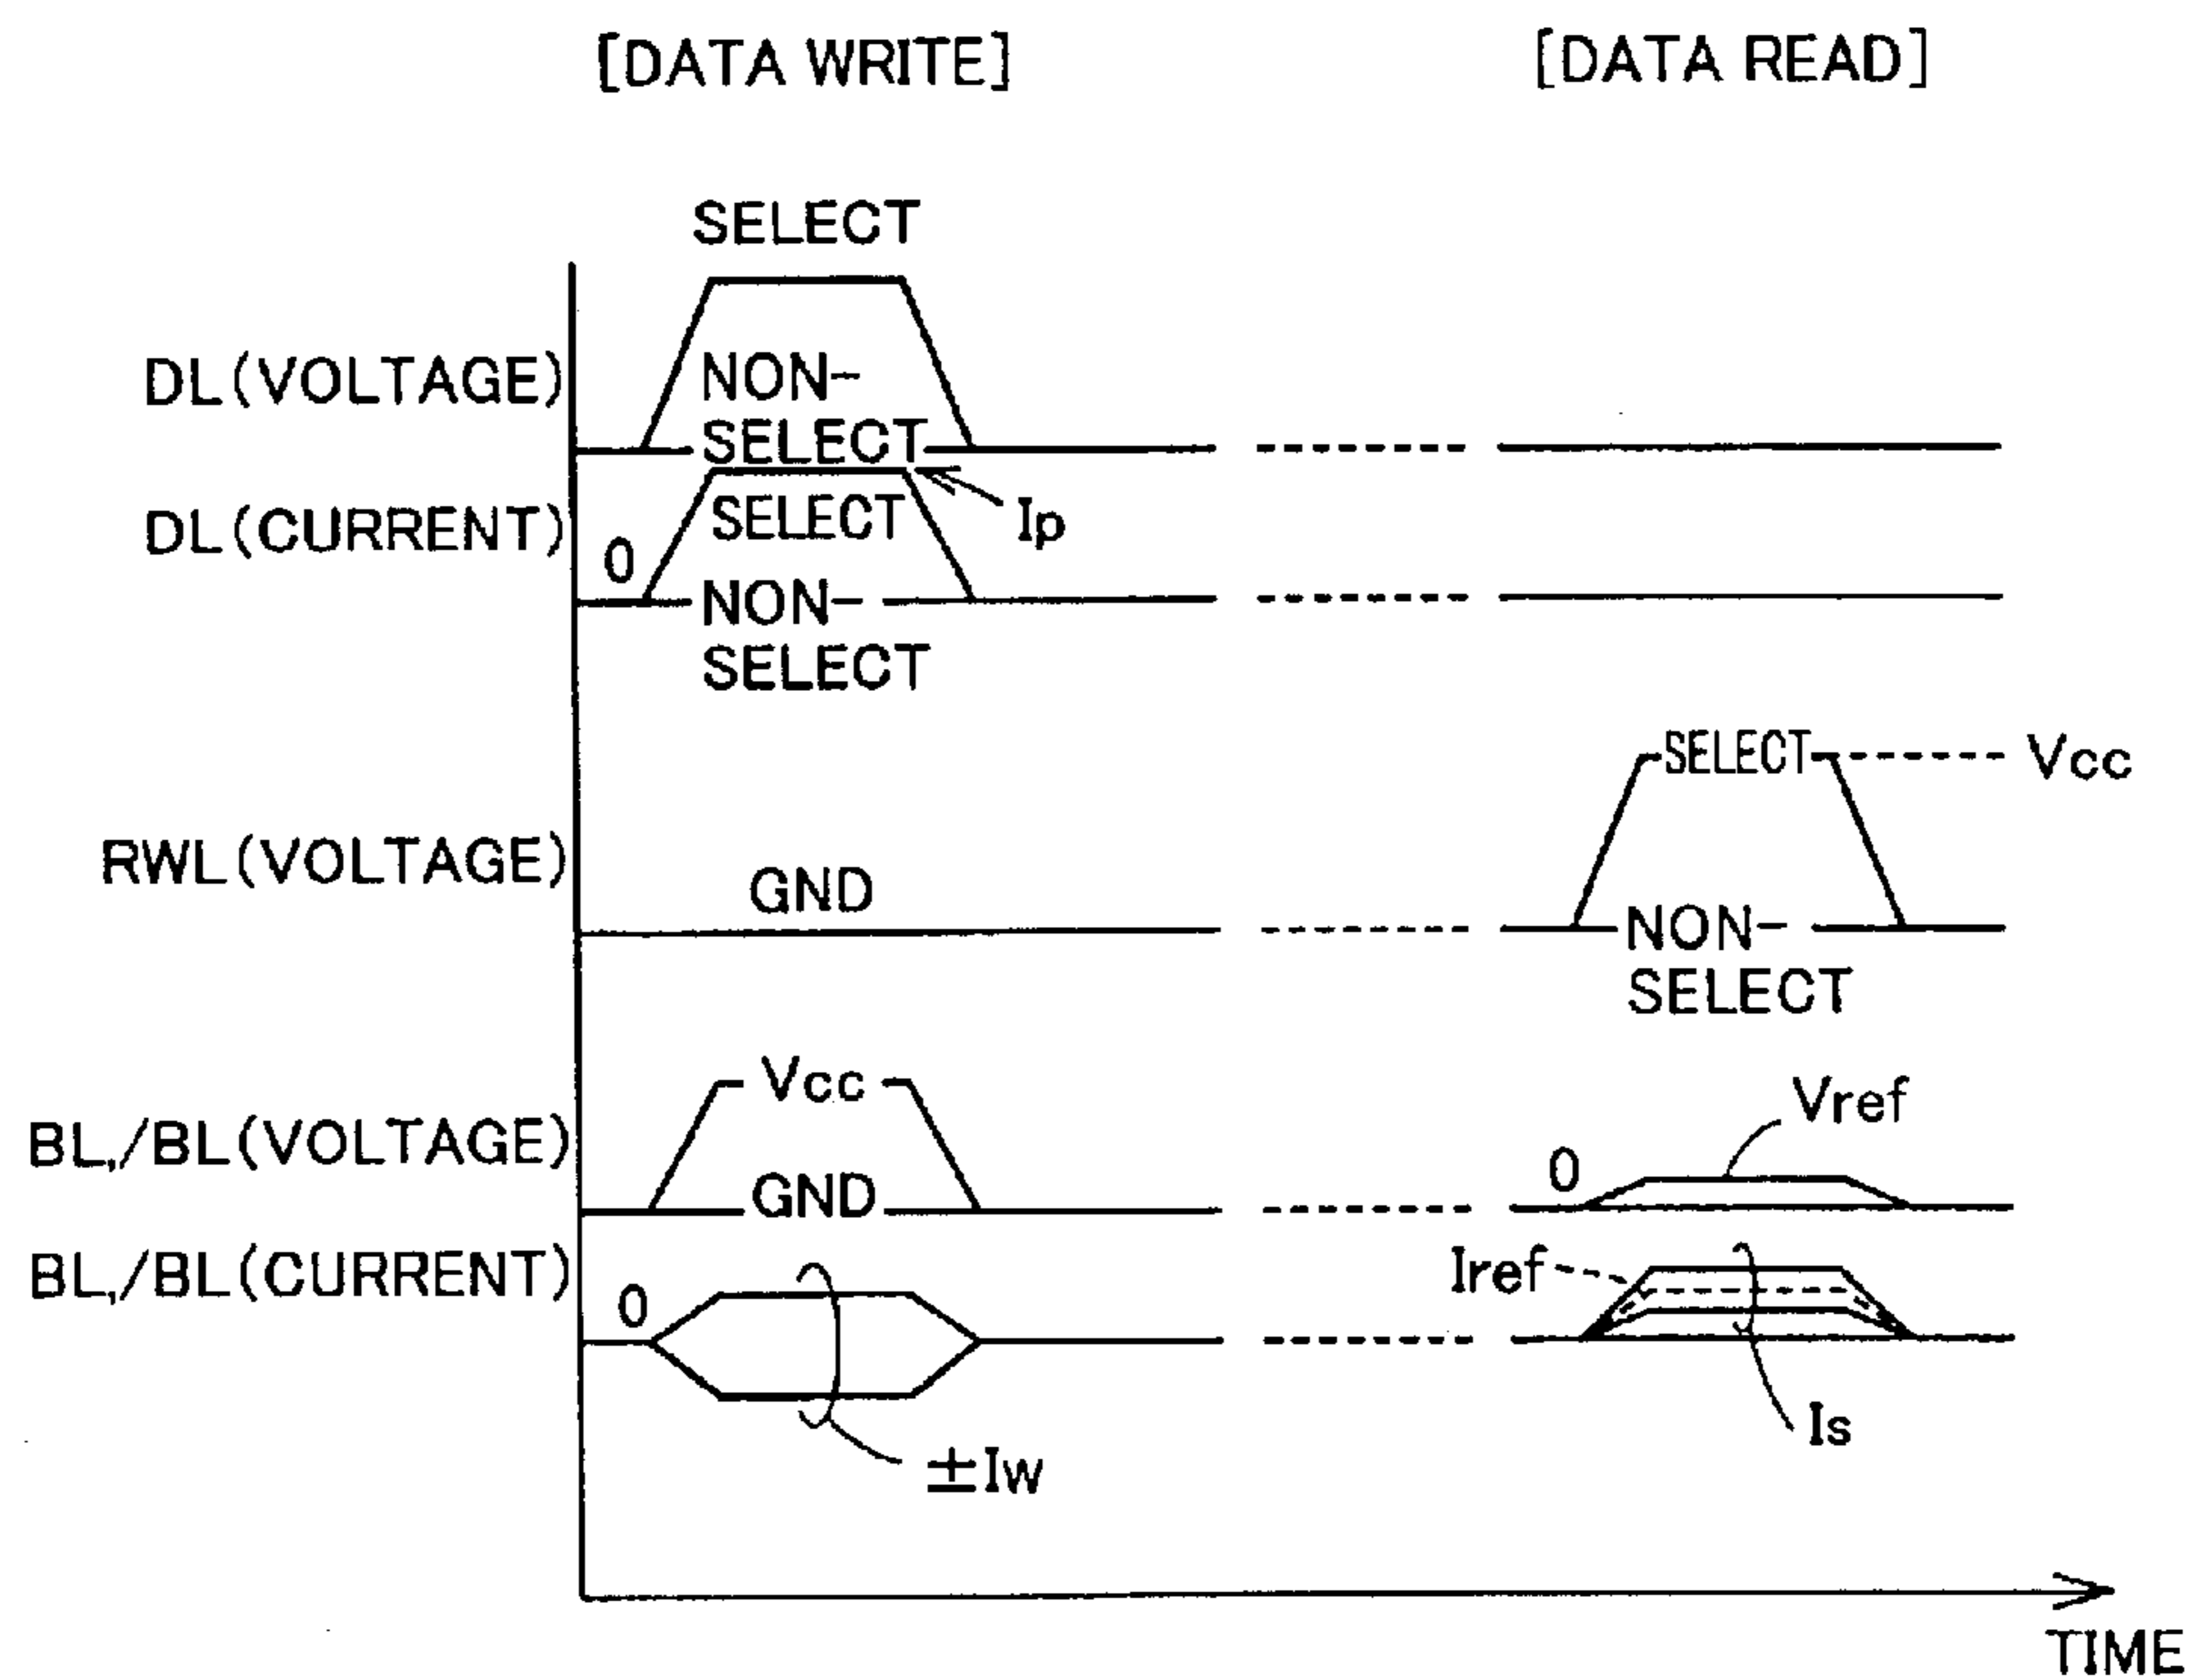 [DATA WRITE]
[DATA READ]
SELECT
DL(VOLTAGE)
NON-
SELECT
DL(CURRENT)
SELECT
Ip
0
NON-
SELECT
SELECT
Vcc
RWL(VOLTAGE)
GND
NON-
SELECT
Vcc
Vref
BL,/BL(VOLTAGE)
GND
0
BL,/BL(CURRENT)
0
Iref
Is
±Iw
TIME